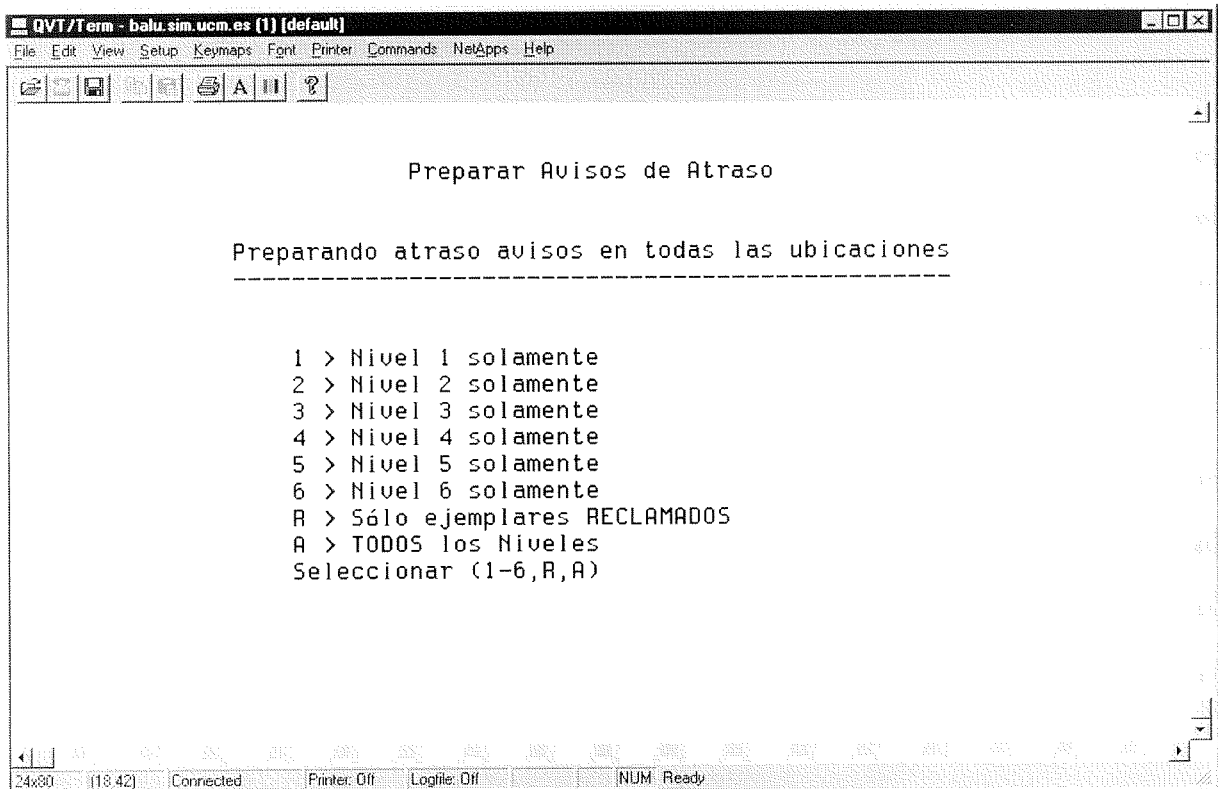 QVT/Term - balu.sim.ucm.es (1) [default]
File Edit View Setup Keymaps Font Printer Commands NetApps Help
A ?
Preparar Avisos de Atraso
Preparando atraso avisos en todas las ubicaciones
-------------------------------------------------
1 > Nivel 1 solamente
2 > Nivel 2 solamente
3 > Nivel 3 solamente
4 > Nivel 4 solamente
5 > Nivel 5 solamente
6 > Nivel 6 solamente
R > Sólo ejemplares RECLAMADOS
A > TODOS los Niveles
Seleccionar (1-6,R,A)
24x80 (18,42) Connected Printer: Off Logfile: Off NUM Ready